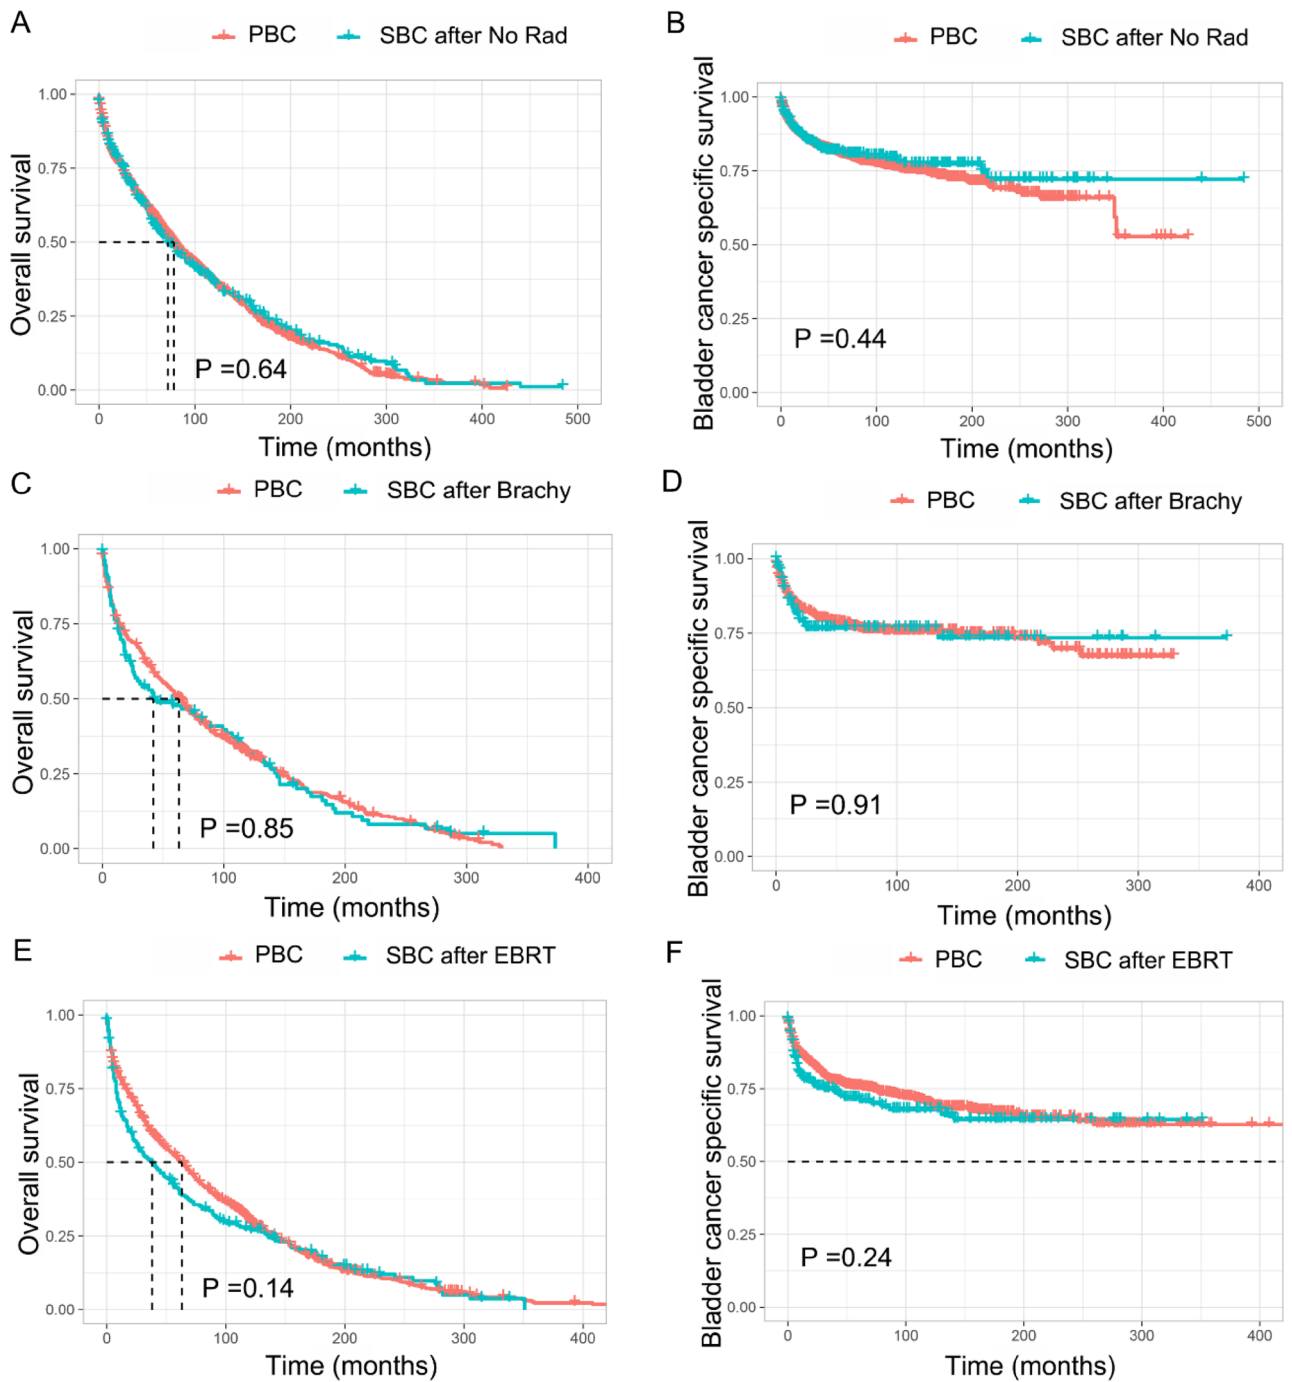 A
PBC SBC after No Rad
Overall survival
1.00
0.75
0.50
0.25
0.00
P =0.64
0 100 200 300 400 500
Time (months)
B
PBC SBC after No Rad
Bladder cancer specific survival
1.00
0.75
0.50
0.25
0.00
P =0.44
0 100 200 300 400 500
Time (months)
C
PBC SBC after Brachy
Overall survival
1.00
0.75
0.50
0.25
0.00
P =0.85
0 100 200 300 400
Time (months)
D
PBC SBC after Brachy
Bladder cancer specific survival
1.00
0.75
0.50
0.25
0.00
P =0.91
0 100 200 300 400
Time (months)
E
PBC SBC after EBRT
Overall survival
1.00
0.75
0.50
0.25
0.00
P =0.14
0 100 200 300 400
Time (months)
F
PBC SBC after EBRT
Bladder cancer specific survival
1.00
0.75
0.50
0.25
0.00
P =0.24
0 100 200 300 400
Time (months)